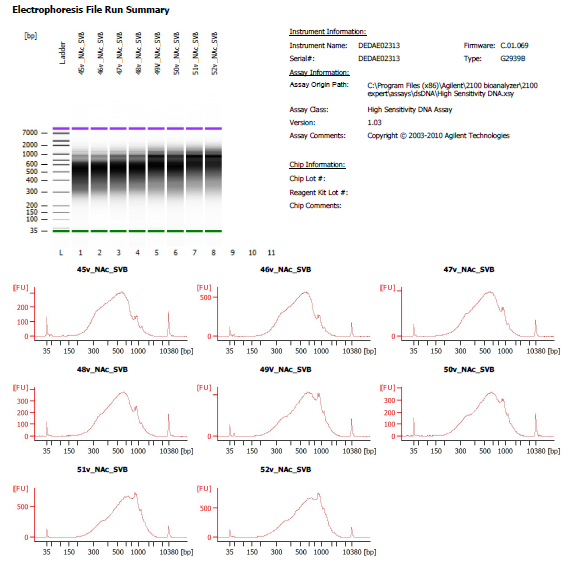 Electrophoresis File Run Summary
[bp]
Ladder
45v_NAc_SVB
46v_NAc_SVB
47v_NAc_SVB
48v_NAc_SVB
49V_NAc_SVB
50v_NAc_SVB
51v_NAc_SVB
52v_NAc_SVB
7000
2000
1000
600
500
400
300
200
150
100
35
L 1 2 3 4 5 6 7 8 9 10 11
Instrument Information:
Instrument Name: DEDAE02313 Firmware: C.01.069
Serial#: DEDAE02313 Type: G2939B
Assay Information:
Assay Origin Path: C:\Program Files (x86)\Agilent\2100 bioanalyzer\2100
expert\assays\dsDNA\High Sensitivity DNA.xsy
Assay Class: High Sensitivity DNA Assay
Version: 1.03
Assay Comments: Copyright © 2003-2010 Agilent Technologies
Chip Information:
Chip Lot #:
Reagent Kit Lot #:
Chip Comments:
45v_NAc_SVB
[FU]
200
100
0
35 150 300 500 1000 10380 [bp]
46v_NAc_SVB
[FU]
500
0
35 150 300 500 1000 10380 [bp]
47v_NAc_SVB
[FU]
200
0
35 150 300 500 1000 10380 [bp]
48v_NAc_SVB
[FU]
300
200
100
0
35 150 300 500 1000 10380 [bp]
49V_NAc_SVB
[FU]
0
35 150 300 500 1000 10380 [bp]
50v_NAc_SVB
[FU]
300
200
100
0
35 150 300 500 1000 10380 [bp]
51v_NAc_SVB
[FU]
500
0
35 150 300 500 1000 10380 [bp]
52v_NAc_SVB
[FU]
500
0
35 150 300 500 1000 10380 [bp]